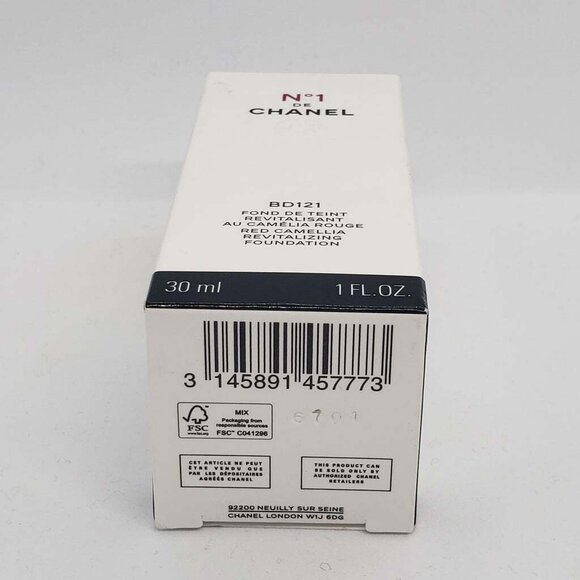 N°1
DE
CHANEL
BD121
FOND DE TEINT
REVITALISANT
AU CAMÉLIA ROUGE
RED CAMELLIA
REVITALIZING
FOUNDATION
30 ml 1 FL.OZ.
3 145891 457773
FSC
www.fsc.org
MIX
Packaging from
responsible sources
FSC™ C041296
6701
CET ARTICLE NE PEUT
ÊTRE VENDU QUE
PAR LES DÉPOSITAIRES
AGRÉÉS CHANEL
THIS PRODUCT CAN
BE SOLD ONLY BY
AUTHORIZED CHANEL
RETAILERS
92200 NEUILLY SUR SEINE
CHANEL LONDON W1J 6DG